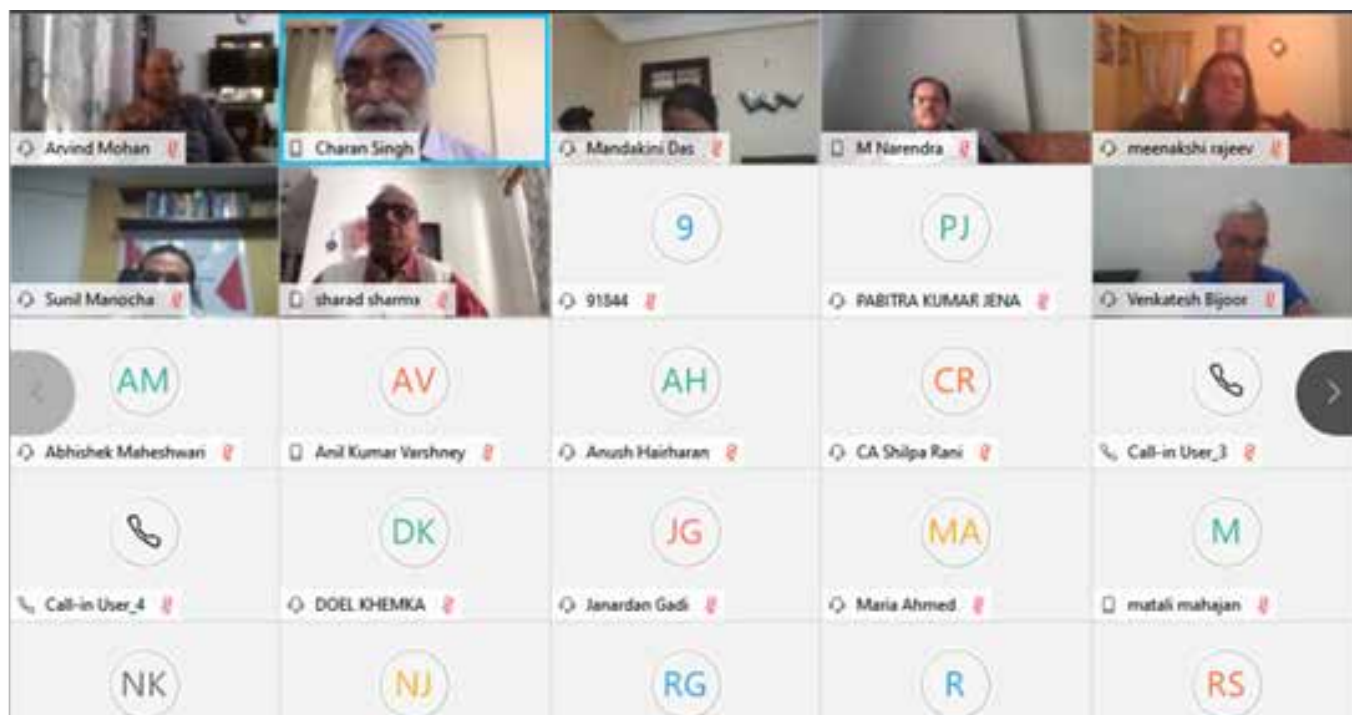 Arvind Mohan
Charan Singh
Mandakini Das
M Narendra
meenakshi rajeev
9
PJ
Sunil Manocha
sharad sharma
91844
PABITRA KUMAR JENA
Venkatesh Bijoor
AM
AV
AH
CR
Abhishek Maheshwari
Anil Kumar Varshney
Anush Hairharan
CA Shilpa Rani
Call-in User_3
DK
JG
MA
M
Call-in User_4
DOEL KHEMKA
Janardan Gadi
Maria Ahmed
matali mahajan
NK
NJ
RG
R
RS